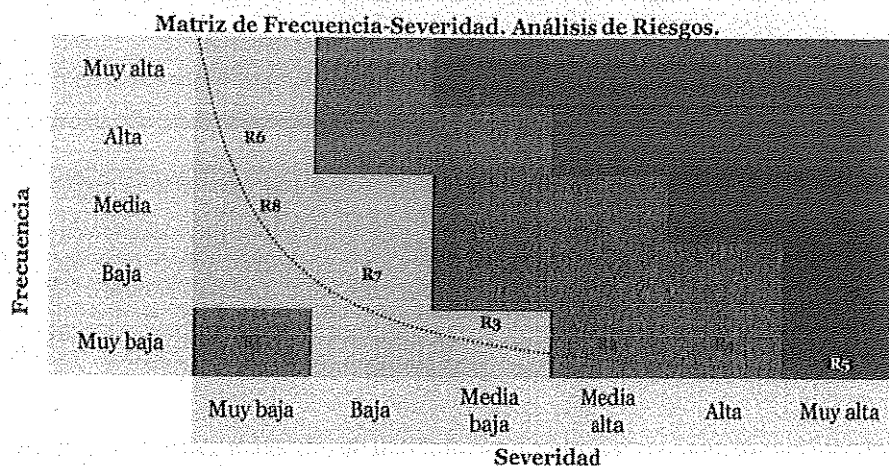 Matriz de Frecuencia-Severidad. Análisis de Riesgos.
Frecuencia
Muy alta
Alta
R6
Media
R8
Baja
R7
Muy baja
R3
R4
R5
Muy baja
Baja
Media
baja
Media
alta
Alta
Muy alta
Severidad